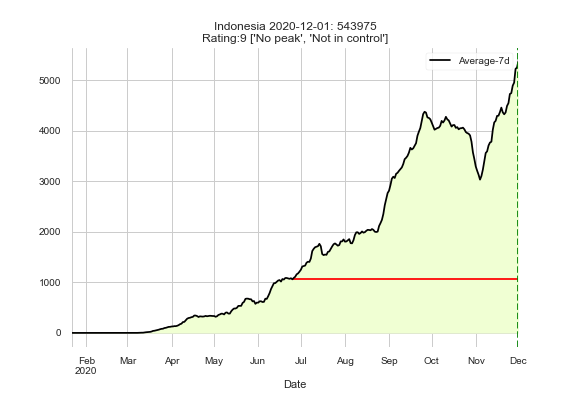 Indonesia 2020-12-01: 543975
Rating:9 ['No peak', 'Not in control']
Average-7d
5000
4000
3000
2000
1000
0
Feb Mar Apr May Jun Jul Aug Sep Oct Nov Dec
2020
Date